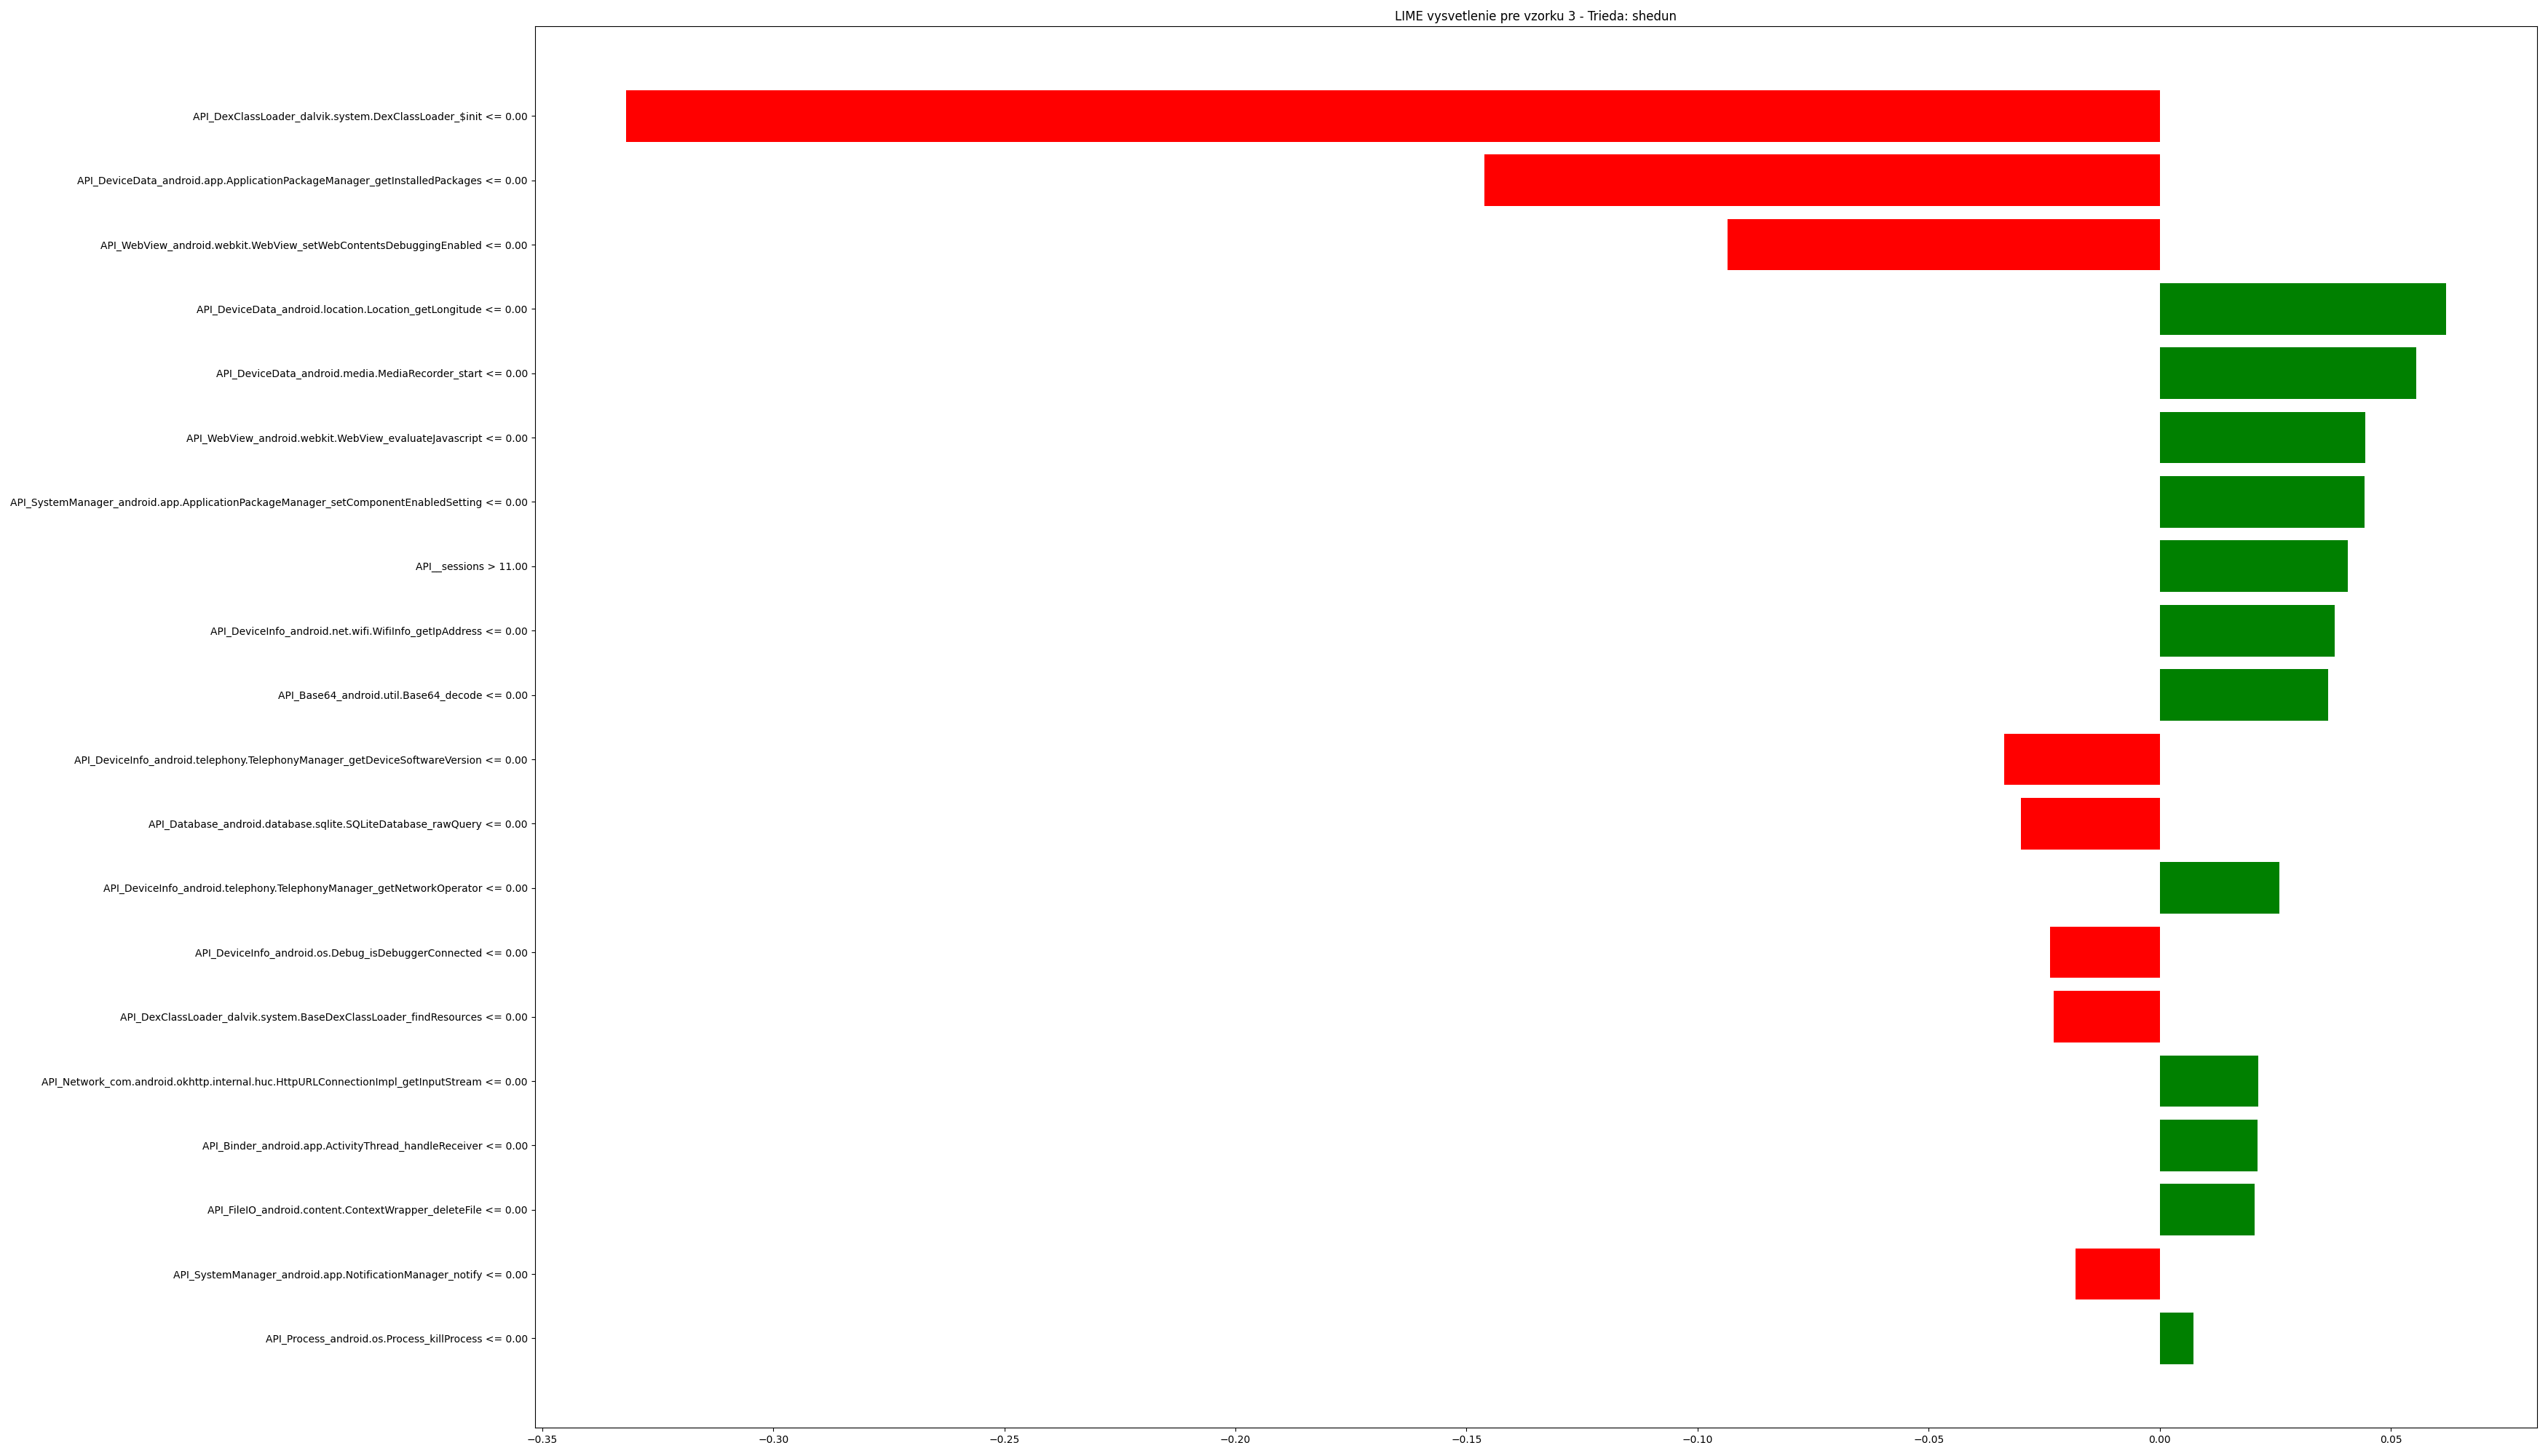 LIME vysvetlenie pre vzorku 3 - Trieda: shedun
API_DexClassLoader_dalvik.system.DexClassLoader_$init <= 0.00
API_DeviceData_android.app.ApplicationPackageManager_getInstalledPackages <= 0.00
API_WebView_android.webkit.WebView_setWebContentsDebuggingEnabled <= 0.00
API_DeviceData_android.location.Location_getLongitude <= 0.00
API_DeviceData_android.media.MediaRecorder_start <= 0.00
API_WebView_android.webkit.WebView_evaluateJavascript <= 0.00
API_SystemManager_android.app.ApplicationPackageManager_setComponentEnabledSetting <= 0.00
API__sessions > 11.00
API_DeviceInfo_android.net.wifi.WifiInfo_getIpAddress <= 0.00
API_Base64_android.util.Base64_decode <= 0.00
API_DeviceInfo_android.telephony.TelephonyManager_getDeviceSoftwareVersion <= 0.00
API_Database_android.database.sqlite.SQLiteDatabase_rawQuery <= 0.00
API_DeviceInfo_android.telephony.TelephonyManager_getNetworkOperator <= 0.00
API_DeviceInfo_android.os.Debug_isDebuggerConnected <= 0.00
API_DexClassLoader_dalvik.system.BaseDexClassLoader_findResources <= 0.00
API_Network_com.android.okhttp.internal.huc.HttpURLConnectionImpl_getInputStream <= 0.00
API_Binder_android.app.ActivityThread_handleReceiver <= 0.00
API_FileIO_android.content.ContextWrapper_deleteFile <= 0.00
API_SystemManager_android.app.NotificationManager_notify <= 0.00
API_Process_android.os.Process_killProcess <= 0.00
−0.35 −0.30 −0.25 −0.20 −0.15 −0.10 −0.05 0.00 0.05